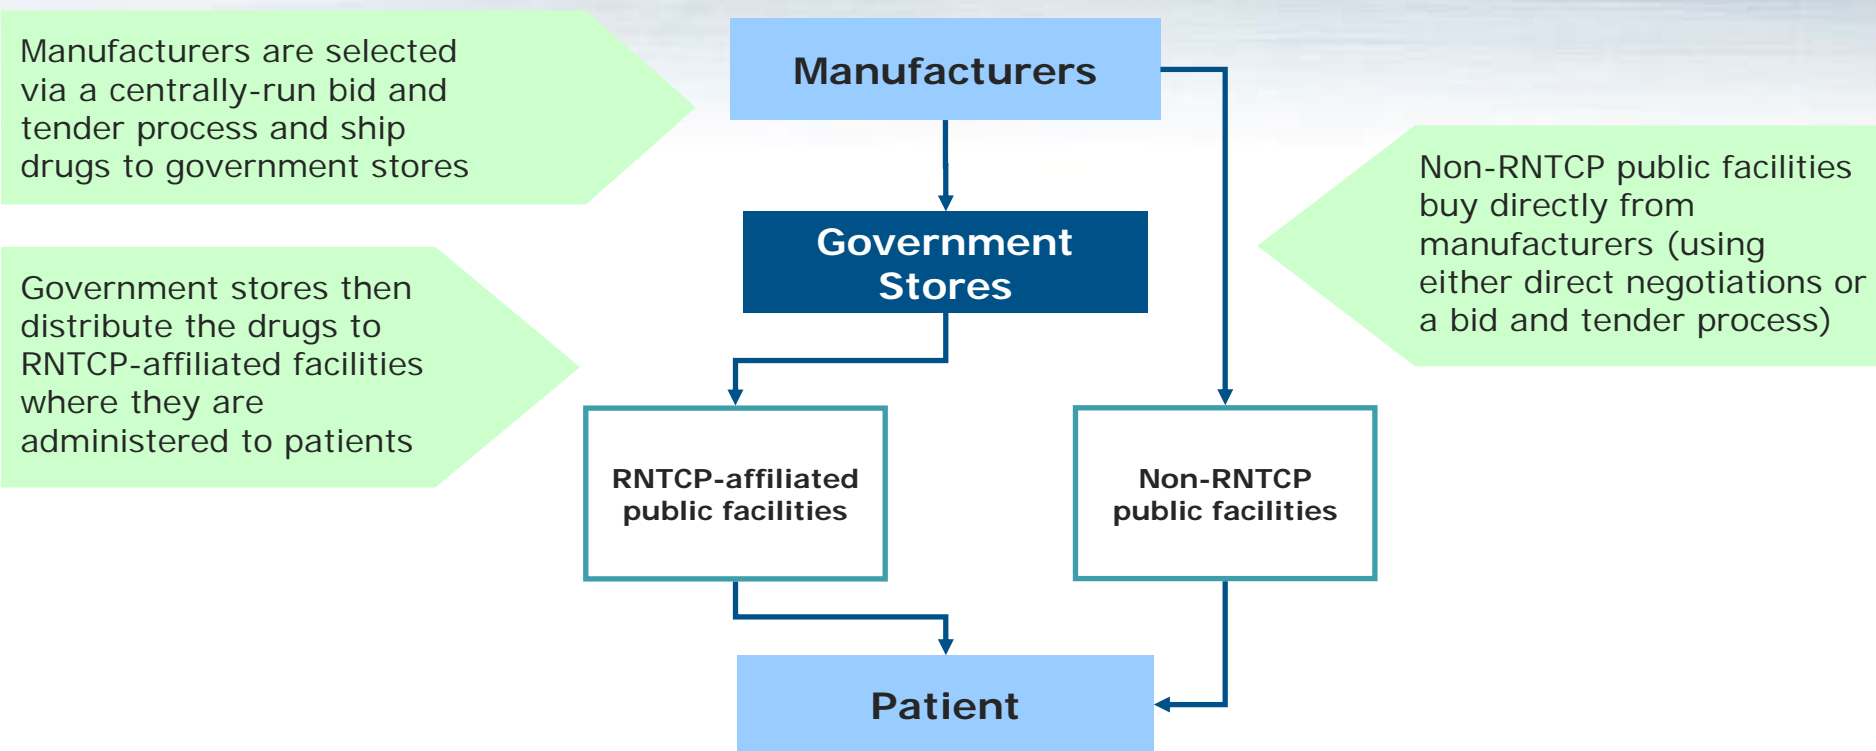 Manufacturers are selected
via a centrally-run bid and
tender process and ship
drugs to government stores
Manufacturers
Non-RNTCP public facilities
buy directly from
manufacturers (using
either direct negotiations or
a bid and tender process)
Government
Stores
Government stores then
distribute the drugs to
RNTCP-affiliated facilities
where they are
administered to patients
RNTCP-affiliated
public facilities
Non-RNTCP
public facilities
Patient